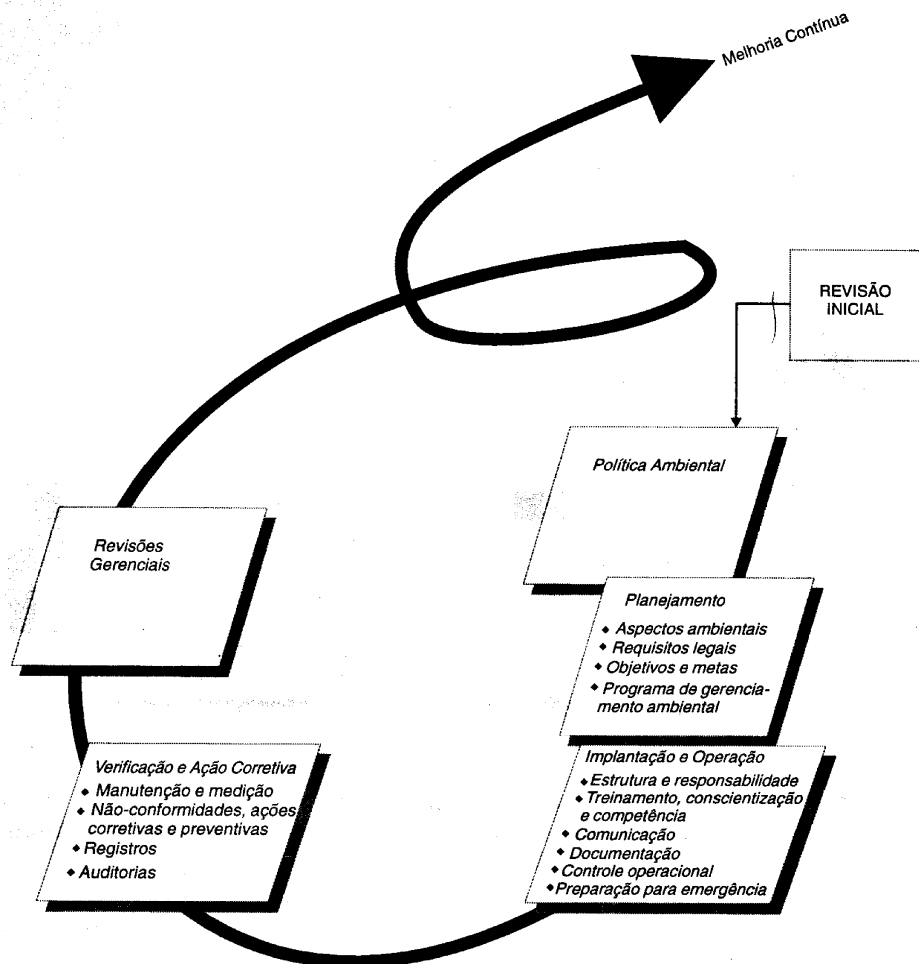 Melhoria Contínua
REVISÃO
INICIAL
Política Ambiental
Planejamento
◆ Aspectos ambientais
◆ Requisitos legais
◆ Objetivos e metas
◆ Programa de gerencia-
mento ambiental
Implantação e Operação
◆ Estrutura e responsabilidade
◆ Treinamento, conscientização
e competência
◆ Comunicação
◆ Documentação
◆ Controle operacional
◆ Preparação para emergência
Verificação e Ação Corretiva
◆ Manutenção e medição
◆ Não-conformidades, ações
corretivas e preventivas
◆ Registros
◆ Auditorias
Revisões
Gerenciais